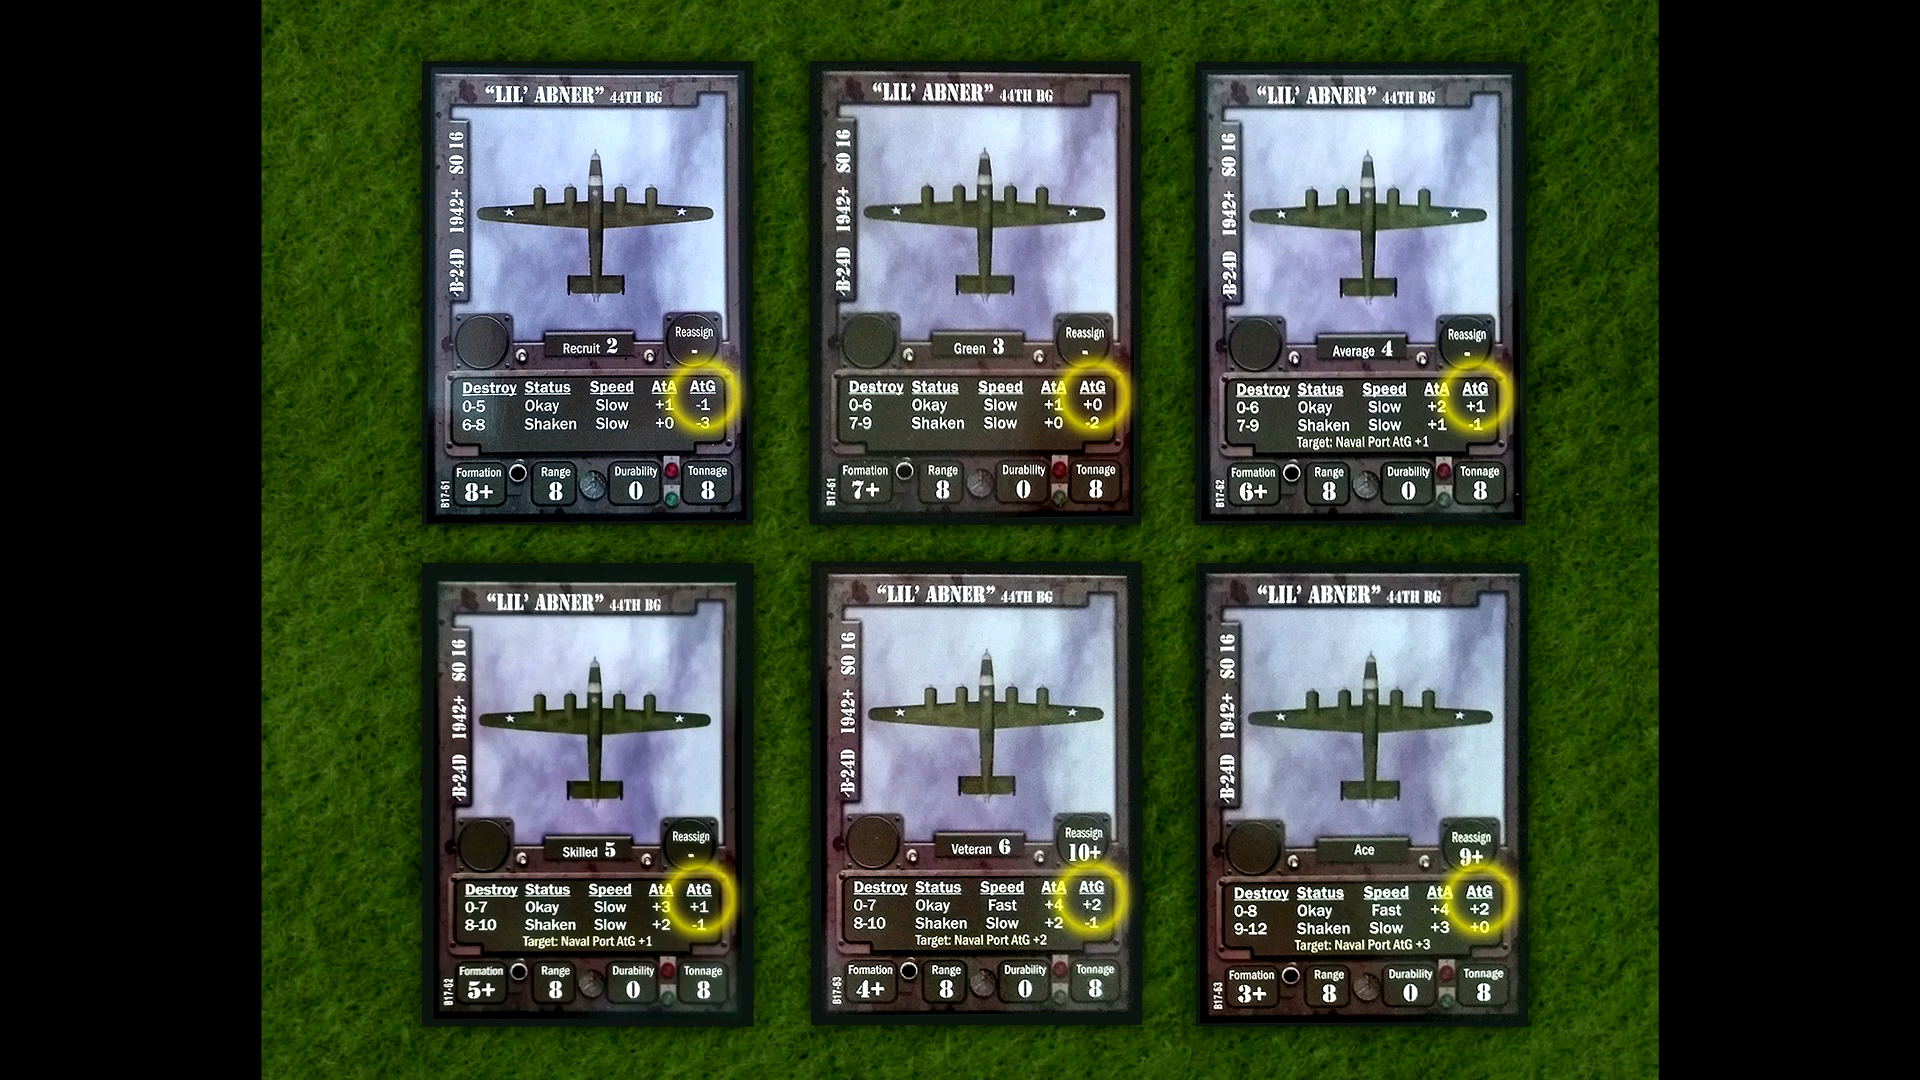 "LIL' ABNER" 44TH BG
B-24D 1942+ SO 16
Reassign
-
Recruit 2
Destroy Status Speed AtA AtG
0-5 Okay Slow +1 -1
6-8 Shaken Slow +0 -3
Formation Range Durability Tonnage
8+ 8 0 8
B17-61
"LIL' ABNER" 44TH BG
B-24D 1942+ SO 16
Reassign
-
Green 3
Destroy Status Speed AtA AtG
0-6 Okay Slow +1 +0
7-9 Shaken Slow +0 -2
Formation Range Durability Tonnage
7+ 8 0 8
B17-61
"LIL' ABNER" 44TH BG
B-24D 1942+ SO 16
Reassign
-
Average 4
Destroy Status Speed AtA AtG
0-6 Okay Slow +2 +1
7-9 Shaken Slow +1 -1
Target: Naval Port AtG +1
Formation Range Durability Tonnage
6+ 8 0 8
B17-62
"LIL' ABNER" 44TH BG
B-24D 1942+ SO 16
Reassign
-
Skilled 5
Destroy Status Speed AtA AtG
0-7 Okay Slow +3 +1
8-10 Shaken Slow +2 -1
Target: Naval Port AtG +1
Formation Range Durability Tonnage
5+ 8 0 8
B17-62
"LIL' ABNER" 44TH BG
B-24D 1942+ SO 16
Reassign
10+
Veteran 6
Destroy Status Speed AtA AtG
0-7 Okay Fast +4 +2
8-10 Shaken Slow +2 -1
Target: Naval Port AtG +2
Formation Range Durability Tonnage
4+ 8 0 8
B17-63
"LIL' ABNER" 44TH BG
B-24D 1942+ SO 16
Reassign
9+
Ace
Destroy Status Speed AtA AtG
0-8 Okay Fast +4 +2
9-12 Shaken Slow +3 +0
Target: Naval Port AtG +3
Formation Range Durability Tonnage
3+ 8 0 8
B17-63